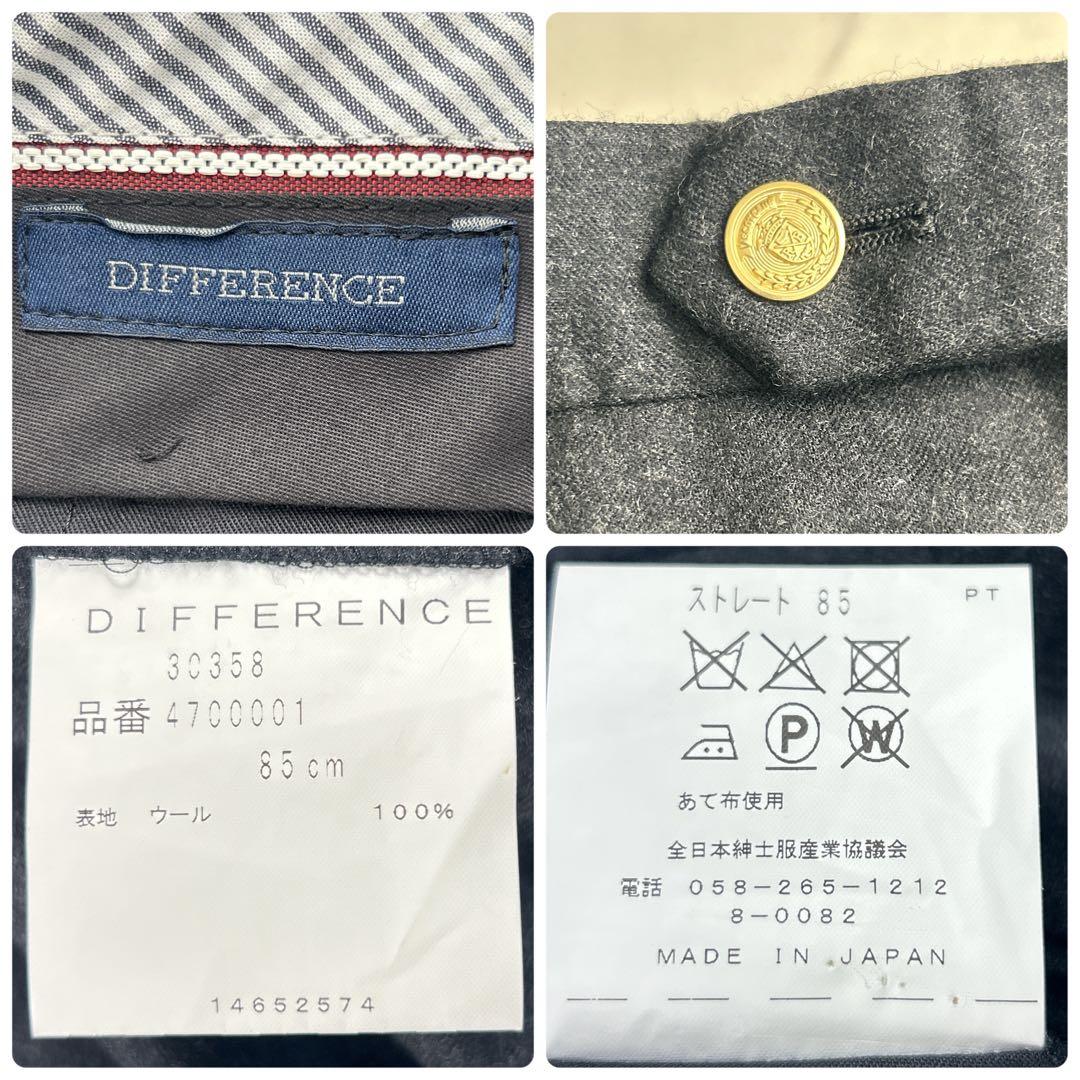 DIFFERENCE
DIFFERENCE
30358
品番 4700001
85cm
表地 ウール 100%
14652574
ストレート 85 PT
P W
あて布使用
全日本紳士服産業協議会
電話 058-265-1212
8-0082
MADE IN JAPAN